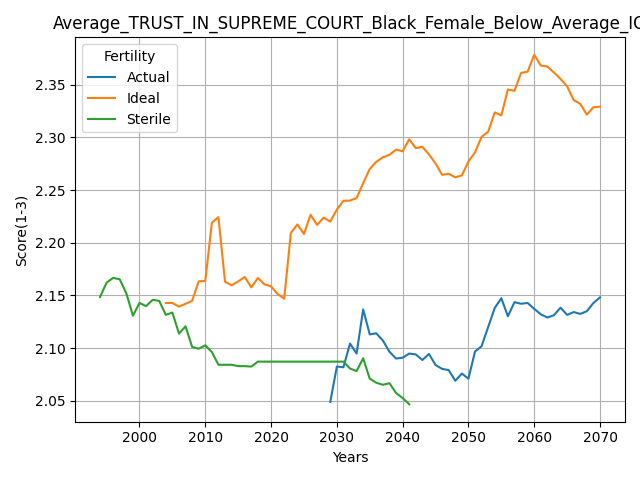 Average_TRUST_IN_SUPREME_COURT_Black_Female_Below_Average_IQ
Fertility
Actual
Ideal
Sterile
Score(1-3)
2.35
2.30
2.25
2.20
2.15
2.10
2.05
2000 2010 2020 2030 2040 2050 2060 2070
Years